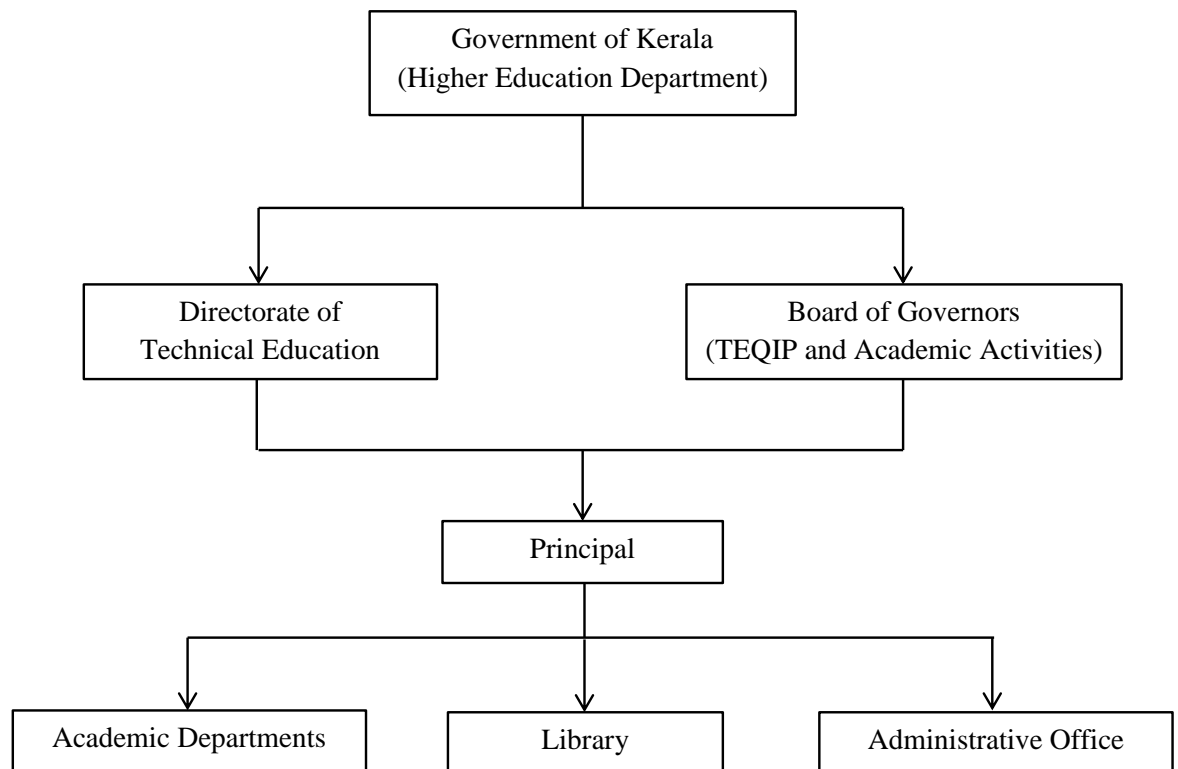 Government of Kerala
(Higher Education Department)
Directorate of
Technical Education
Board of Governors
(TEQIP and Academic Activities)
Principal
Academic Departments
Library
Administrative Office